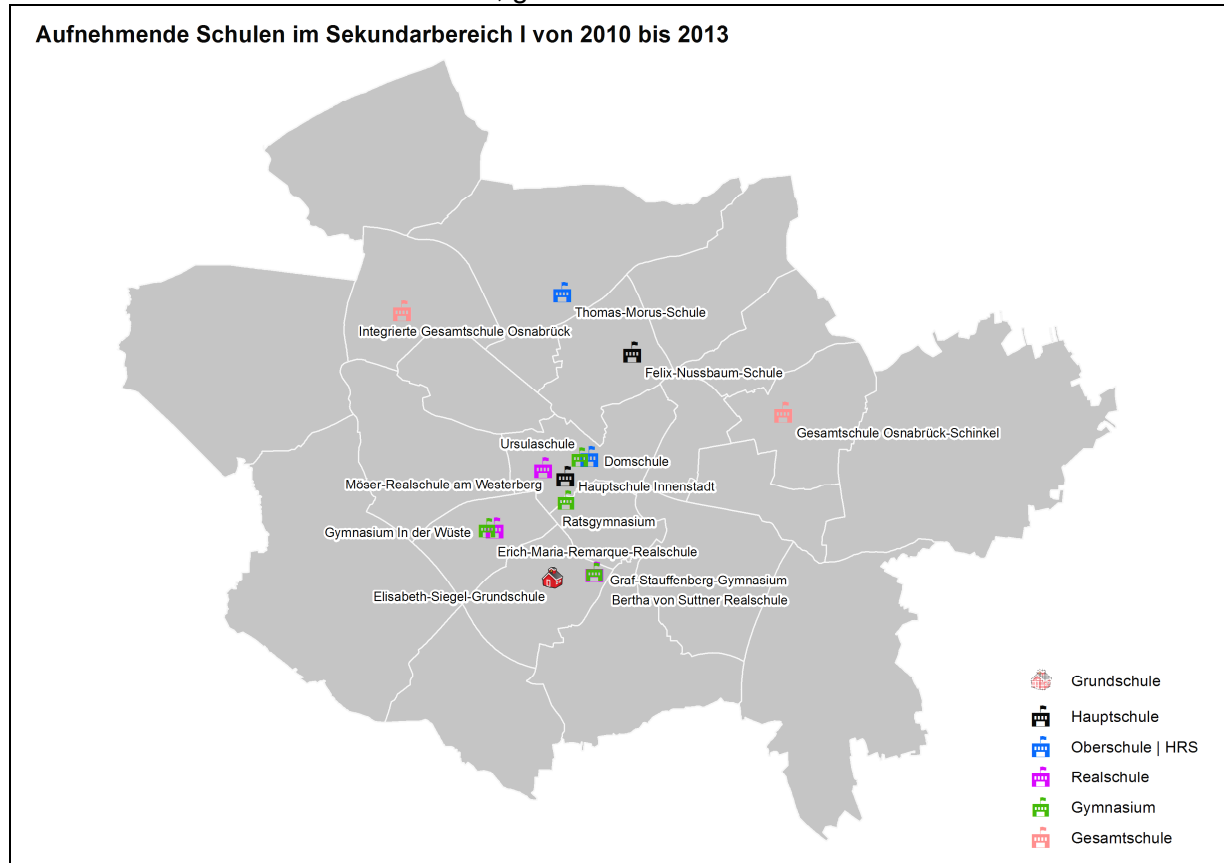 Aufnehmende Schulen im Sekundarbereich I von 2010 bis 2013
Thomas-Morus-Schule
Integrierte Gesamtschule Osnabrück
Felix-Nussbaum-Schule
Gesamtschule Osnabrück-Schinkel
Ursulaschule
Domschule
Möser-Realschule am Westerberg
Hauptschule Innenstadt
Ratsgymnasium
Gymnasium In der Wüste
Erich-Maria-Remarque-Realschule
Graf-Stauffenberg-Gymnasium
Elisabeth-Siegel-Grundschule
Bertha von Suttner Realschule
Grundschule
Hauptschule
Oberschule | HRS
Realschule
Gymnasium
Gesamtschule